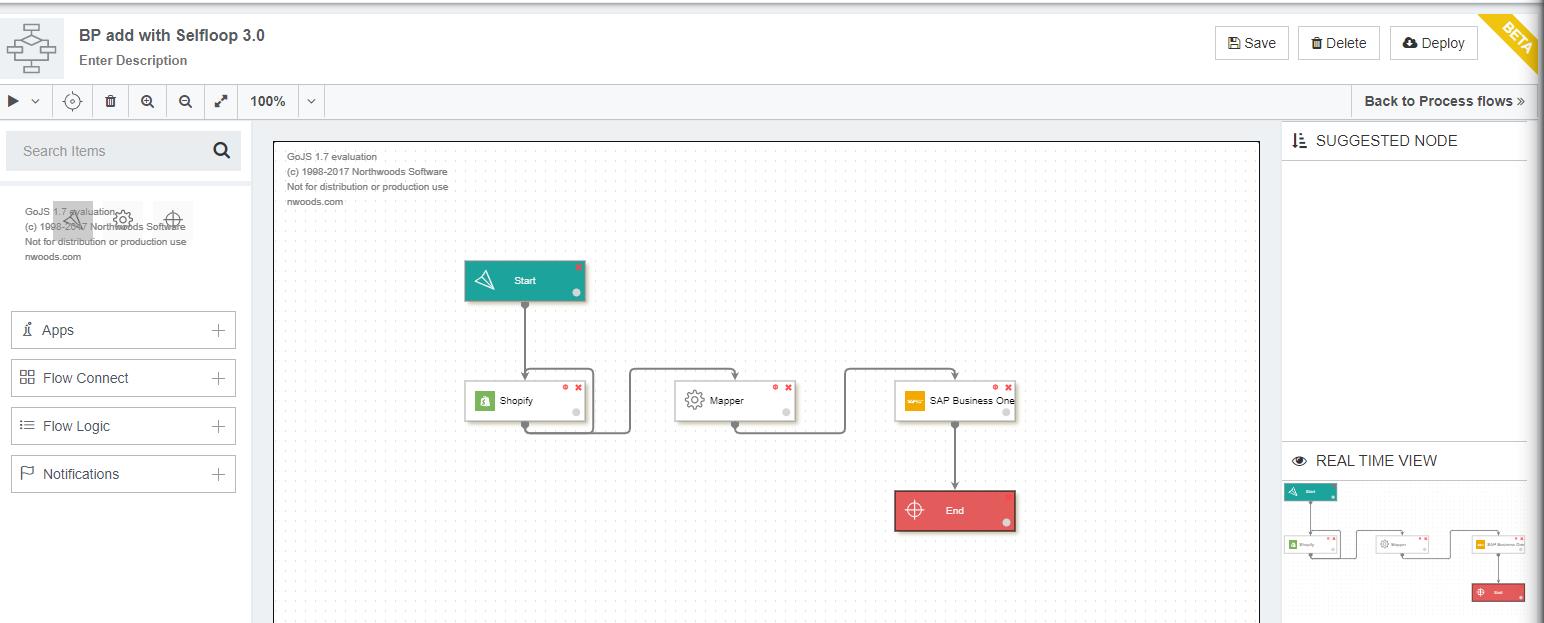 BP add with Selfloop 3.0
Enter Description
Save
Delete
Deploy
BETA
100%
Back to Process flows »
Search Items
GoJS 1.7 evaluation
(c) 1998-2017 Northwoods Software
Not for distribution or production use
nwoods.com
Apps
Flow Connect
Flow Logic
Notifications
GoJS 1.7 evaluation
(c) 1998-2017 Northwoods Software
Not for distribution or production use
nwoods.com
Start
Shopify
Mapper
SAP Business One
End
SUGGESTED NODE
REAL TIME VIEW
Start
Shopify
Mapper
SAP Business One